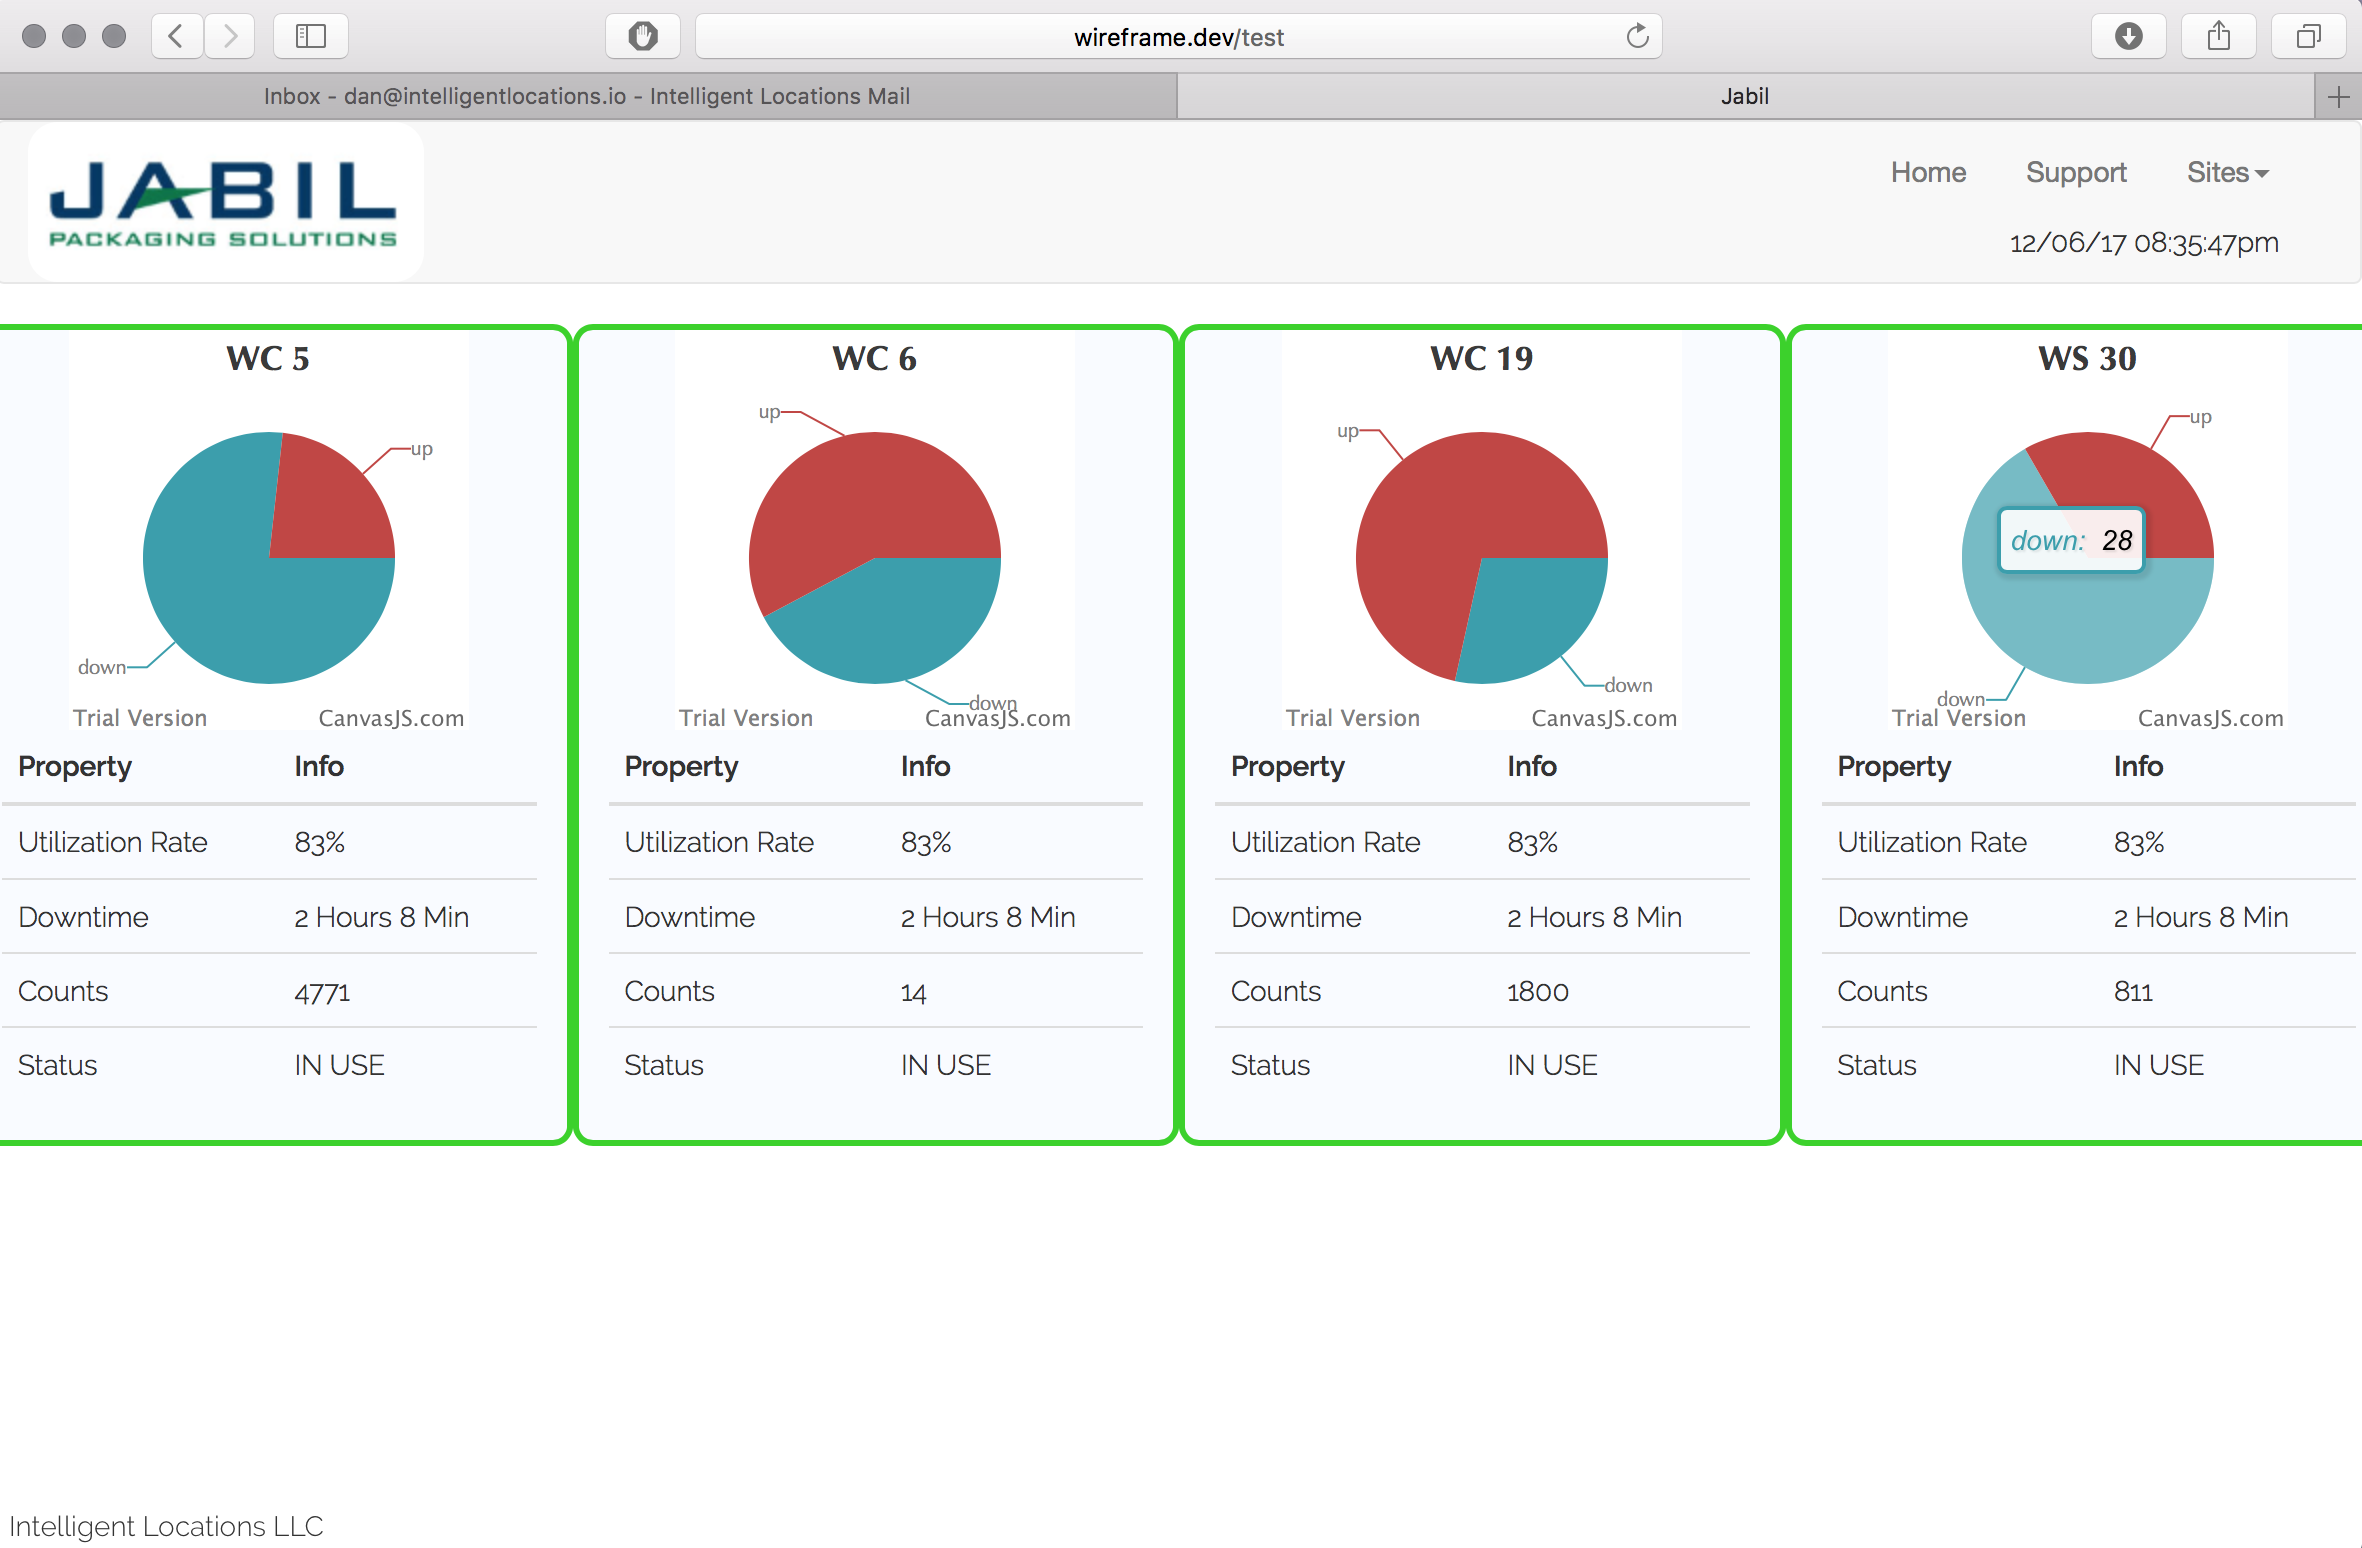 wireframe.dev/test
Inbox - dan@intelligentlocations.io - Intelligent Locations Mail
Jabil
JABIL
PACKAGING SOLUTIONS
Home Support Sites
12/06/17 08:35:47pm
WC 5
up
down
Trial Version CanvasJS.com
Property Info
Utilization Rate 83%
Downtime 2 Hours 8 Min
Counts 4771
Status IN USE
WC 6
up
down
Trial Version CanvasJS.com
Property Info
Utilization Rate 83%
Downtime 2 Hours 8 Min
Counts 14
Status IN USE
WC 19
up
down
Trial Version CanvasJS.com
Property Info
Utilization Rate 83%
Downtime 2 Hours 8 Min
Counts 1800
Status IN USE
WS 30
up
down: 28
down
Trial Version CanvasJS.com
Property Info
Utilization Rate 83%
Downtime 2 Hours 8 Min
Counts 811
Status IN USE
Intelligent Locations LLC